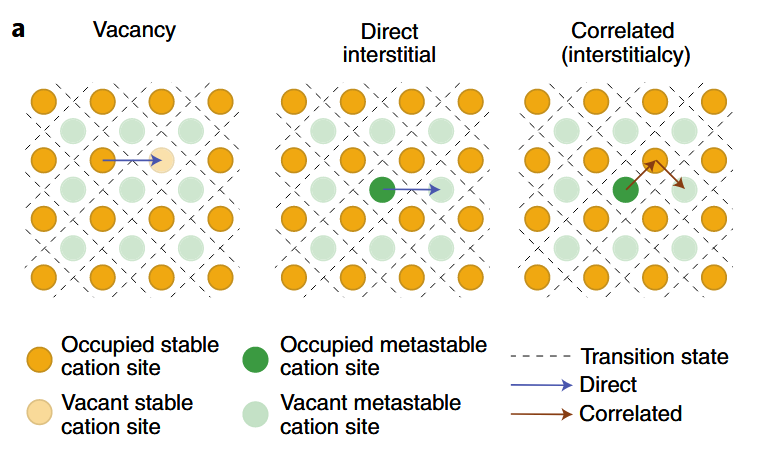 a
Vacancy
Direct
interstitial
Correlated
(interstitialcy)
Occupied stable
cation site
Occupied metastable
cation site
Vacant stable
cation site
Vacant metastable
cation site
Transition state
Direct
Correlated